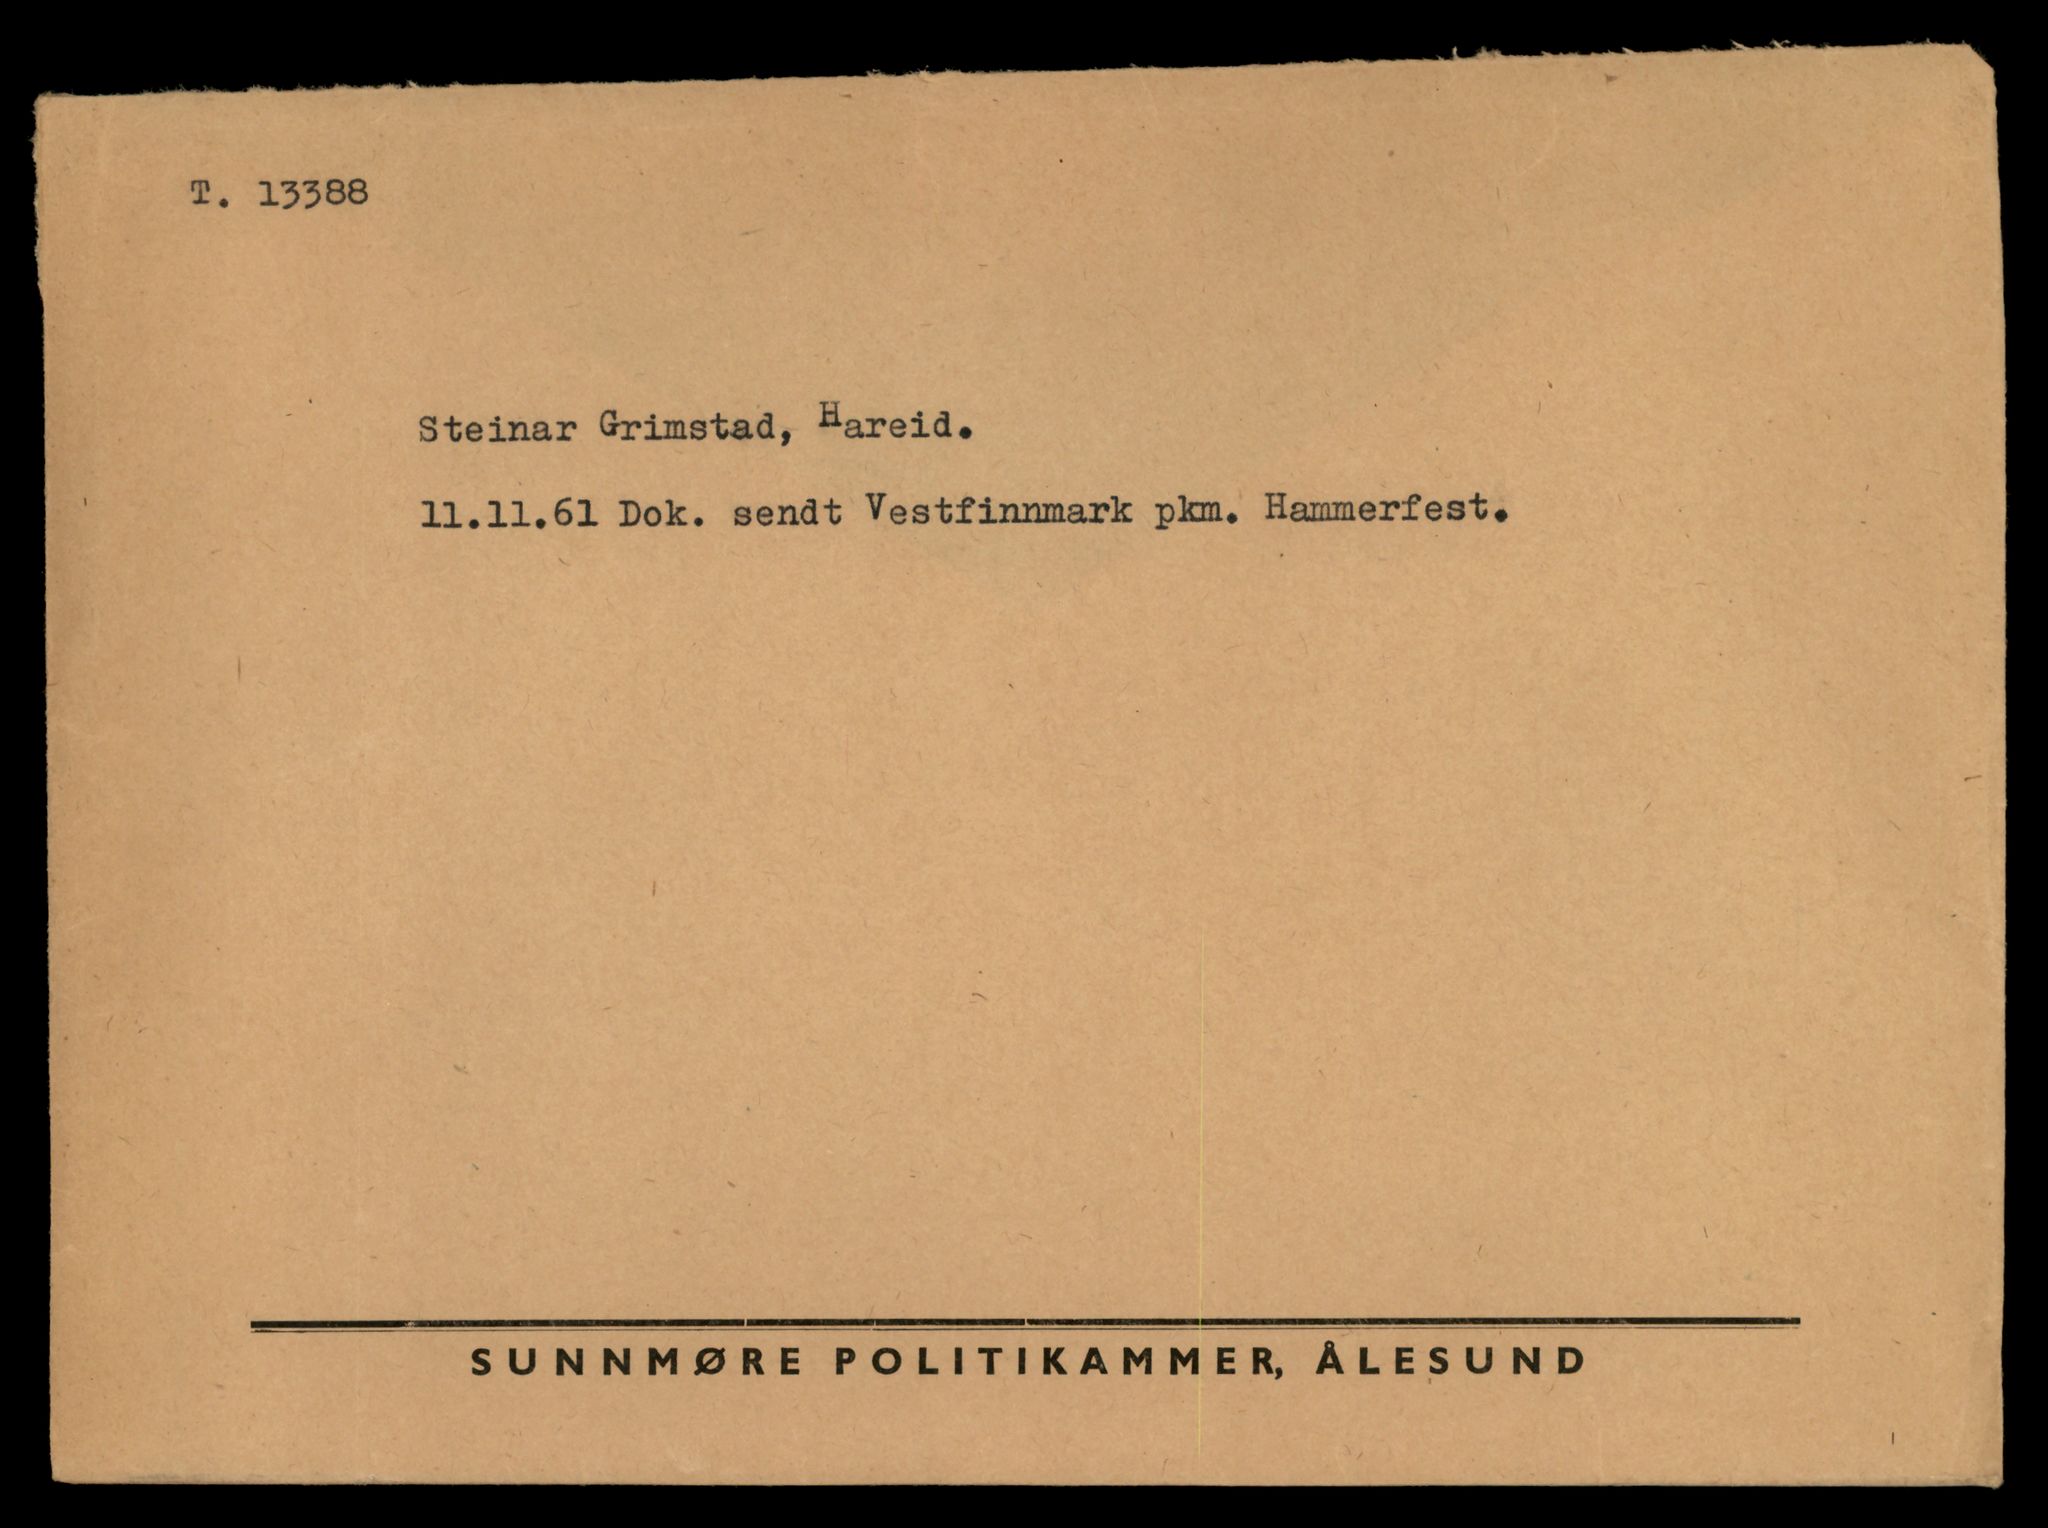 T. 13388
Steinar Grimstad, Hareid.
11.11.61 Dok. sendt Vestfinnmark pkm. Hammerfest.
SUNNMØRE POLITIKAMMER, ÅLESUND